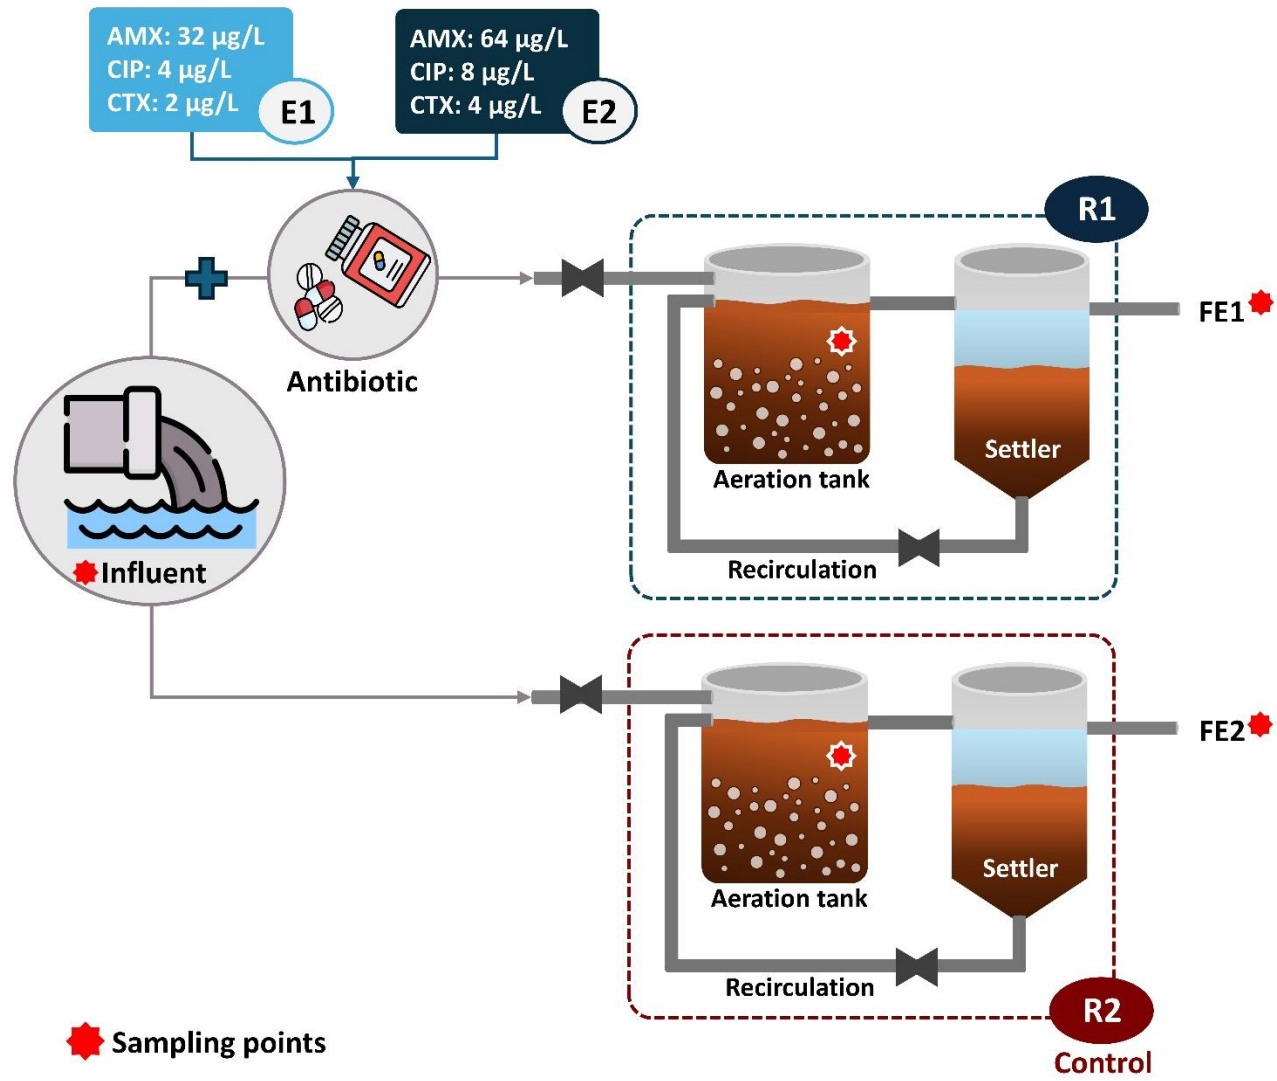 AMX: 32 µg/L
CIP: 4 µg/L
CTX: 2 µg/L
E1
AMX: 64 µg/L
CIP: 8 µg/L
CTX: 4 µg/L
E2
R1
Antibiotic
FE1
Settler
Aeration tank
Influent
Recirculation
FE2
Settler
Aeration tank
Recirculation
R2
Control
Sampling points